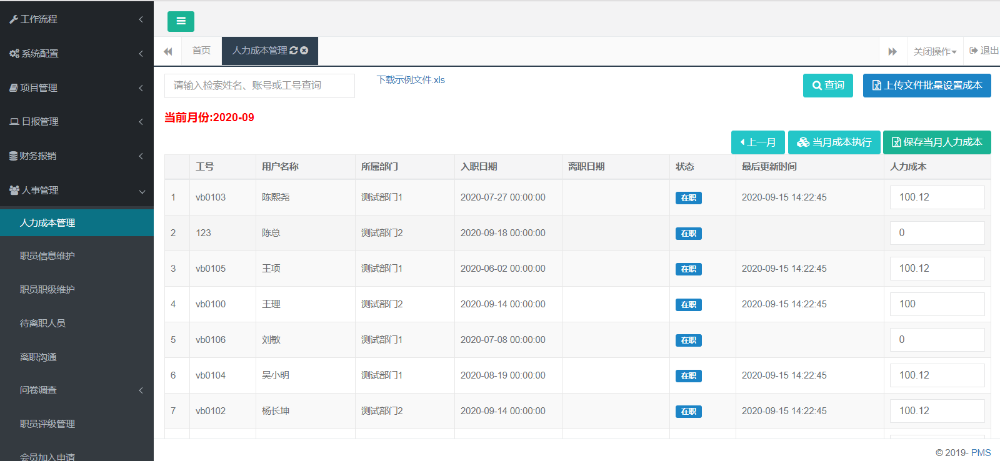 工作流程
系统配置
项目管理
日报管理
财务报销
人事管理
人力成本管理
职员信息维护
职员职级维护
待离职人员
离职沟通
问卷调查
职员评级管理
会员加入申请
首页 人力成本管理 关闭操作 退出
请输入检索姓名、账号或工号查询 下载示例文件.xls 查询 上传文件批量设置成本
当前月份:2020-09
上一月 当月成本执行 保存当月人力成本
工号 用户名称 所属部门 入职日期 离职日期 状态 最后更新时间 人力成本
1 vb0103 陈熙尧 测试部门1 2020-07-27 00:00:00 在职 2020-09-15 14:22:45 100.12
2 123 陈总 测试部门2 2020-09-18 00:00:00 在职 0
3 vb0105 王项 测试部门1 2020-06-02 00:00:00 在职 2020-09-15 14:22:45 100.12
4 vb0100 王理 测试部门2 2020-09-14 00:00:00 在职 2020-09-15 14:22:45 100
5 vb0106 刘敏 测试部门1 2020-07-08 00:00:00 在职 0
6 vb0104 吴小明 测试部门1 2020-08-19 00:00:00 在职 2020-09-15 14:22:45 100.12
7 vb0102 杨长坤 测试部门2 2020-09-14 00:00:00 在职 2020-09-15 14:22:45 100.12
© 2019- PMS